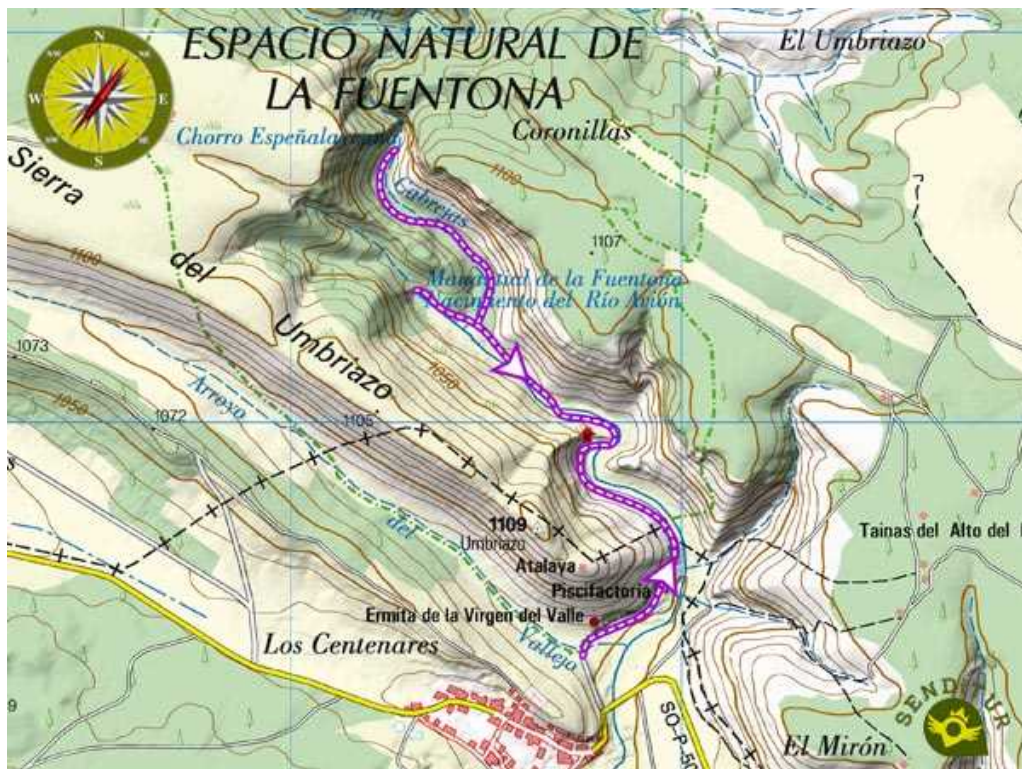 ESPACIO NATURAL DE
LA FUENTONA
El Umbriazo
N
W
E
S
Chorro
Coronillas
Sierra
del
Umbriazo
1100
Cabrejas
1107
Manantial de la Fuentona
Nacimiento del Río
1100
1073
1050
1072
1050
1105
Arroyo
del
Vallejo
1109
Umbriazo
Atalaya
Piscifactoría
Ermita de la Virgen del Valle
Tainas del Alto del
Los Centenares
9
SO-P-50
El Mirón
SENDITUR